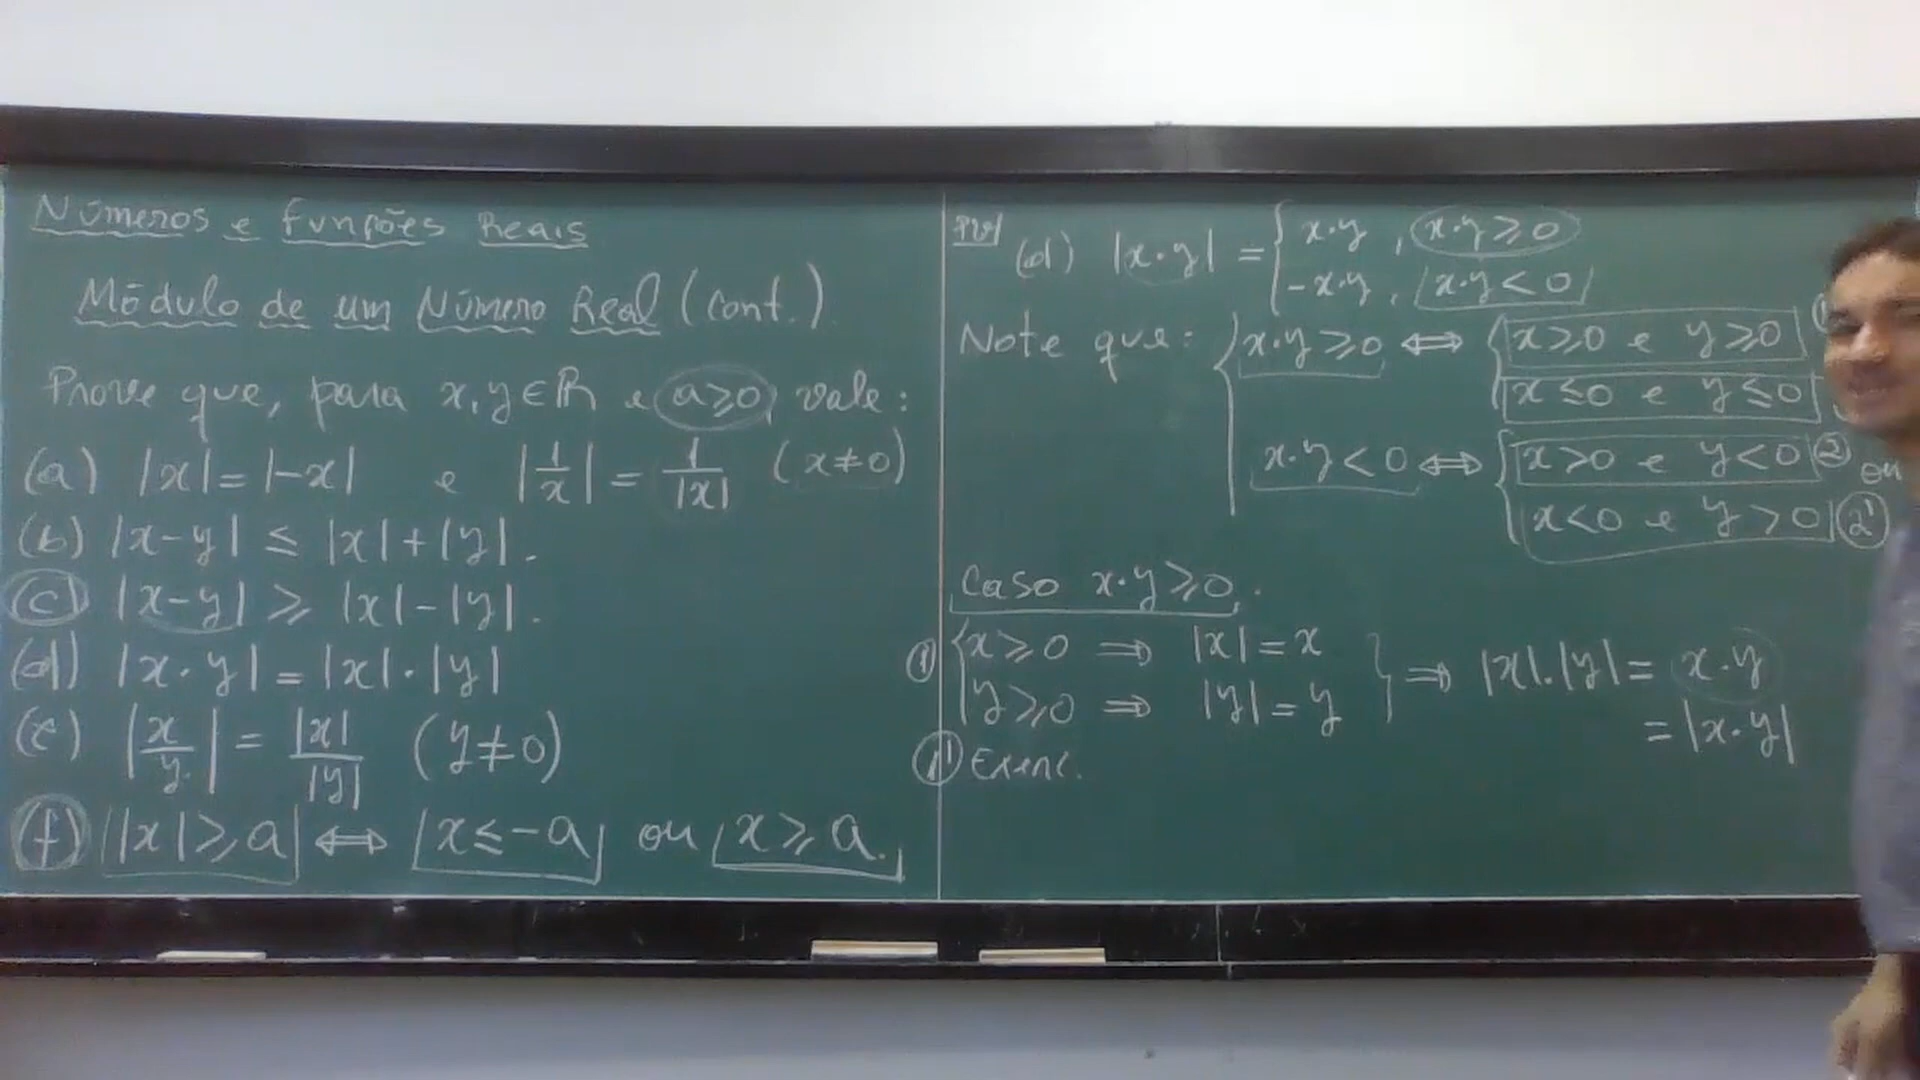 Números e Funções Reais
Módulo de um Número Real (cont.)
Prove que, para x, y ∈ ℝ e a ≥ 0, vale:
(a) |x| = |-x| e |1/x| = 1/|x| (x ≠ 0)
(b) |x-y| ≤ |x| + |y|.
(c) |x-y| ≥ |x| - |y|.
(d) |x·y| = |x|·|y|
(e) |x/y| = |x|/|y| (y ≠ 0)
(f) |x| ≥ a ⟺ x ≤ -a ou x ≥ a.
(d) |x·y| = { x·y, x·y ≥ 0
-x·y, x·y < 0
Note que: { x·y ≥ 0 ⟺ { x ≥ 0 e y ≥ 0
x ≤ 0 e y ≤ 0
x·y < 0 ⟺ { x > 0 e y < 0 ② ou
x < 0 e y > 0 ②'
Caso x·y ≥ 0.
① { x ≥ 0 ⟹ |x| = x
y ≥ 0 ⟹ |y| = y } ⟹ |x|·|y| = x·y
= |x·y|
①' Exerc.